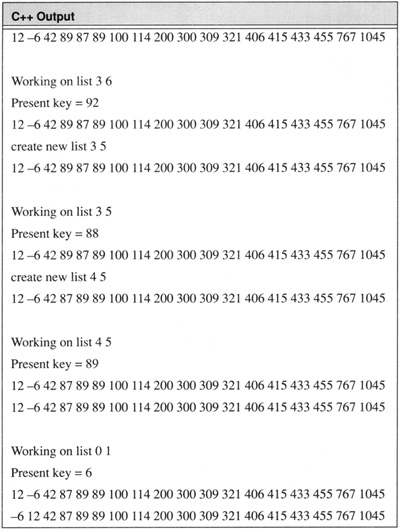 C++ Output
12 –6 42 89 87 89 100 114 200 300 309 321 406 415 433 455 767 1045
Working on list 3 6
Present key = 92
12 –6 42 89 87 89 100 114 200 300 309 321 406 415 433 455 767 1045
create new list 3 5
12 –6 42 89 87 89 100 114 200 300 309 321 406 415 433 455 767 1045
Working on list 3 5
Present key = 88
12 –6 42 89 87 89 100 114 200 300 309 321 406 415 433 455 767 1045
create new list 4 5
12 –6 42 87 89 89 100 114 200 300 309 321 406 415 433 455 767 1045
Working on list 4 5
Present key = 89
12 –6 42 87 89 89 100 114 200 300 309 321 406 415 433 455 767 1045
12 –6 42 87 89 89 100 114 200 300 309 321 406 415 433 455 767 1045
Working on list 0 1
Present key = 6
12 –6 42 87 89 89 100 114 200 300 309 321 406 415 433 455 767 1045
–6 12 42 87 89 89 100 114 200 300 309 321 406 415 433 455 767 1045